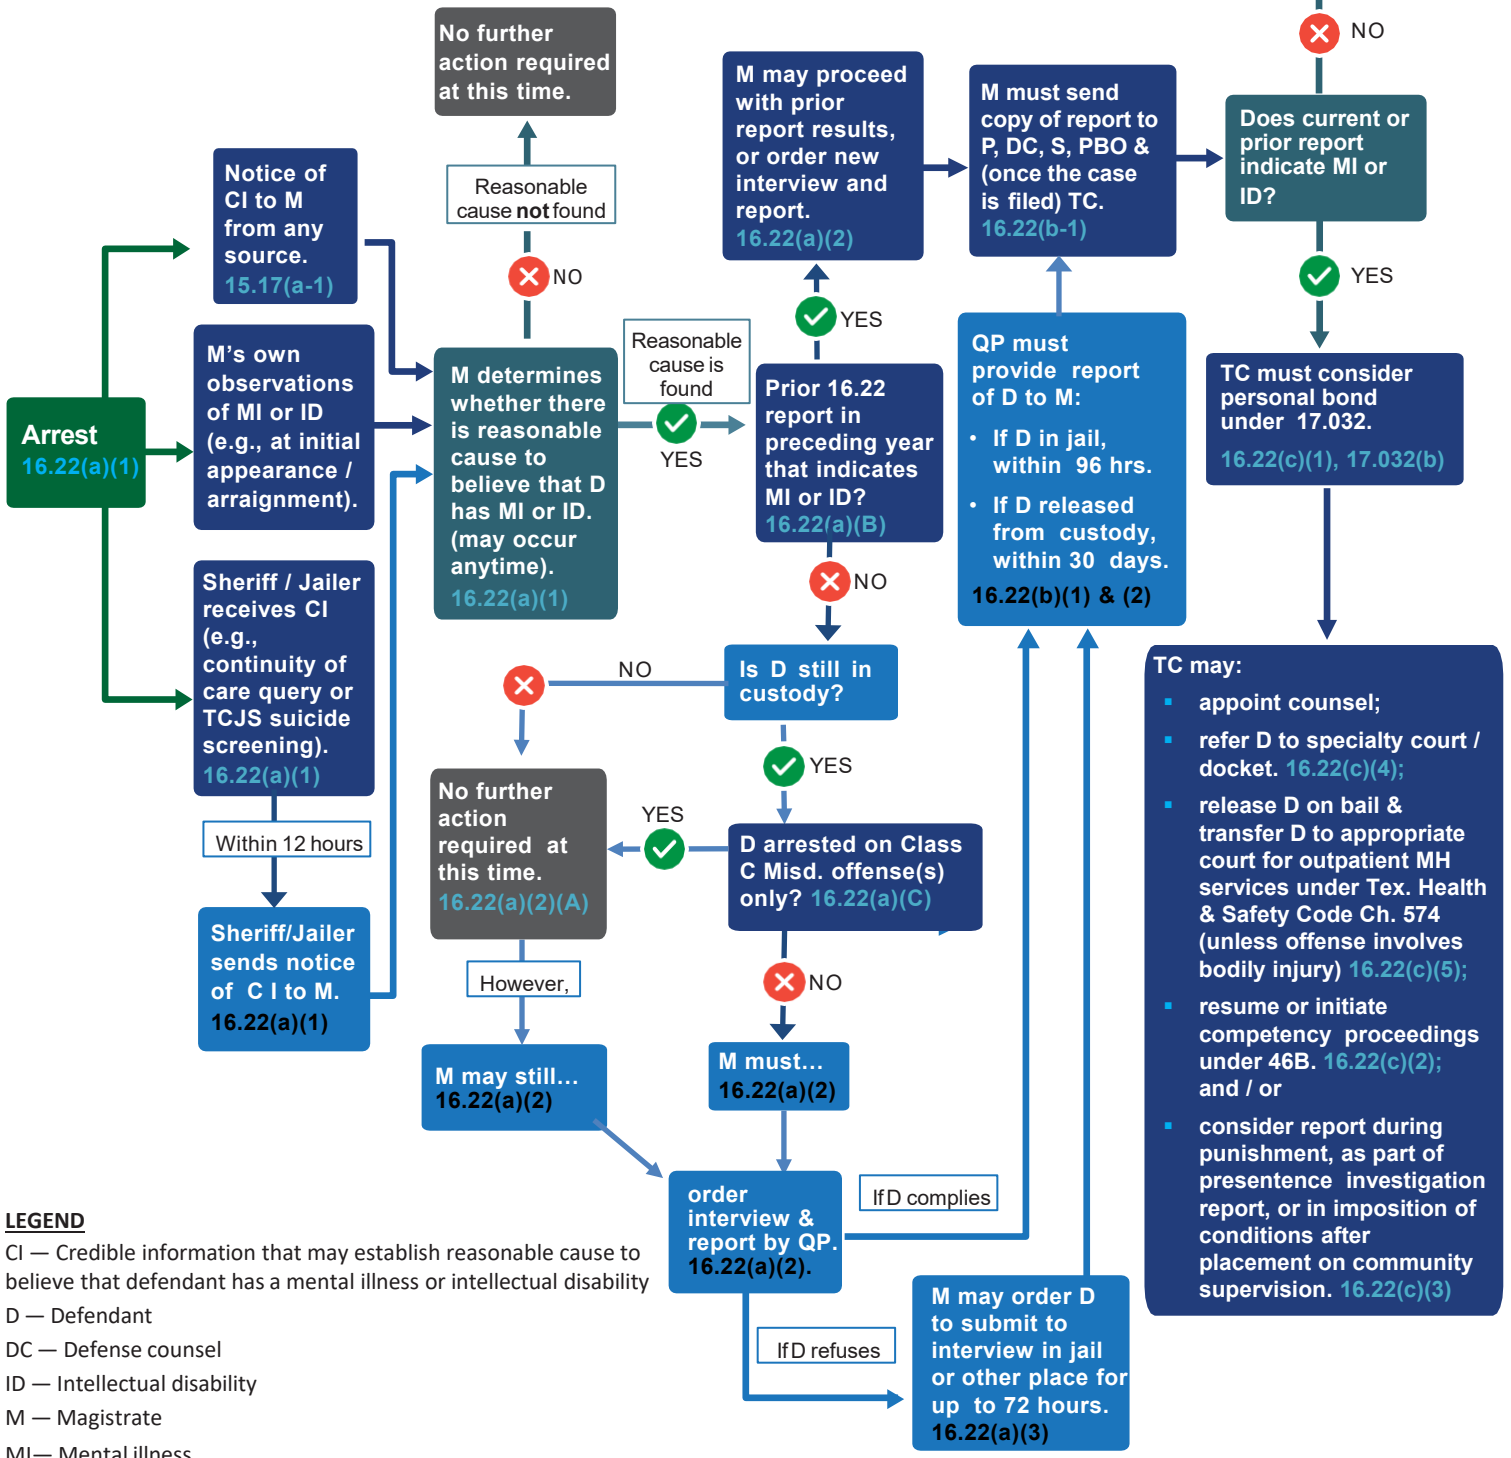 No further
action required
at this time.
NO
M may proceed
with prior
report results,
or order new
interview and
report.
16.22(a)(2)
M must send
copy of report to
P, DC, S, PBO &
(once the case
is filed) TC.
16.22(b-1)
Does current or
prior report
indicate MI or
ID?
Notice of
CI to M
from any
source.
15.17(a-1)
Reasonable
cause not found
NO
YES
YES
M's own
observations
of MI or ID
(e.g., at initial
appearance /
arraignment).
Arrest
16.22(a)(1)
M determines
whether there
is reasonable
cause to
believe that D
has MI or ID.
(may occur
anytime).
16.22(a)(1)
Reasonable
cause is
found
YES
Prior 16.22
report in
preceding year
that indicates
MI or ID?
16.22(a)(B)
NO
QP must
provide report
of D to M:
• If D in jail,
within 96 hrs.
• If D released
from custody,
within 30 days.
16.22(b)(1) & (2)
TC must consider
personal bond
under 17.032.
16.22(c)(1), 17.032(b)
Sheriff / Jailer
receives CI
(e.g.,
continuity of
care query or
TCJS suicide
screening).
16.22(a)(1)
Within 12 hours
Sheriff/Jailer
sends notice
of C I to M.
16.22(a)(1)
NO
Is D still in
custody?
YES
No further
action
required at
this time.
16.22(a)(2)(A)
YES
D arrested on Class
C Misd. offense(s)
only? 16.22(a)(C)
However,
NO
M may still...
16.22(a)(2)
M must...
16.22(a)(2)
order
interview &
report by QP.
16.22(a)(2).
If D complies
If D refuses
M may order D
to submit to
interview in jail
or other place for
up to 72 hours.
16.22(a)(3)
TC may:
▪ appoint counsel;
▪ refer D to specialty court /
docket. 16.22(c)(4);
▪ release D on bail &
transfer D to appropriate
court for outpatient MH
services under Tex. Health
& Safety Code Ch. 574
(unless offense involves
bodily injury) 16.22(c)(5);
▪ resume or initiate
competency proceedings
under 46B. 16.22(c)(2);
and / or
▪ consider report during
punishment, as part of
presentence investigation
report, or in imposition of
conditions after
placement on community
supervision. 16.22(c)(3)
LEGEND
CI — Credible information that may establish reasonable cause to
believe that defendant has a mental illness or intellectual disability
D — Defendant
DC — Defense counsel
ID — Intellectual disability
M — Magistrate
MI— Mental illness